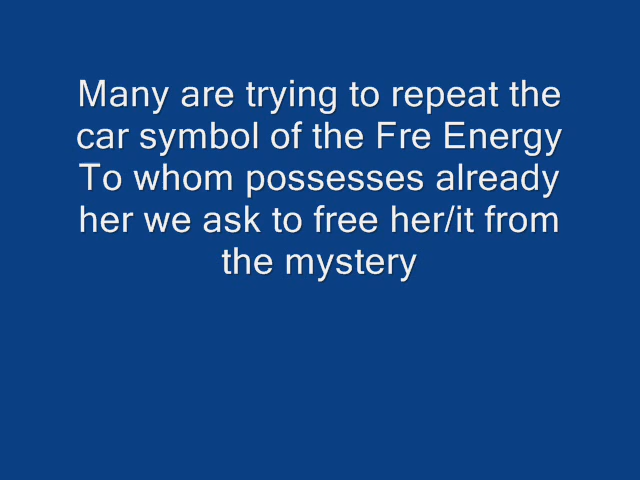 Many are trying to repeat the
car symbol of the Fre Energy
To whom possesses already
her we ask to free her/it from
the mystery